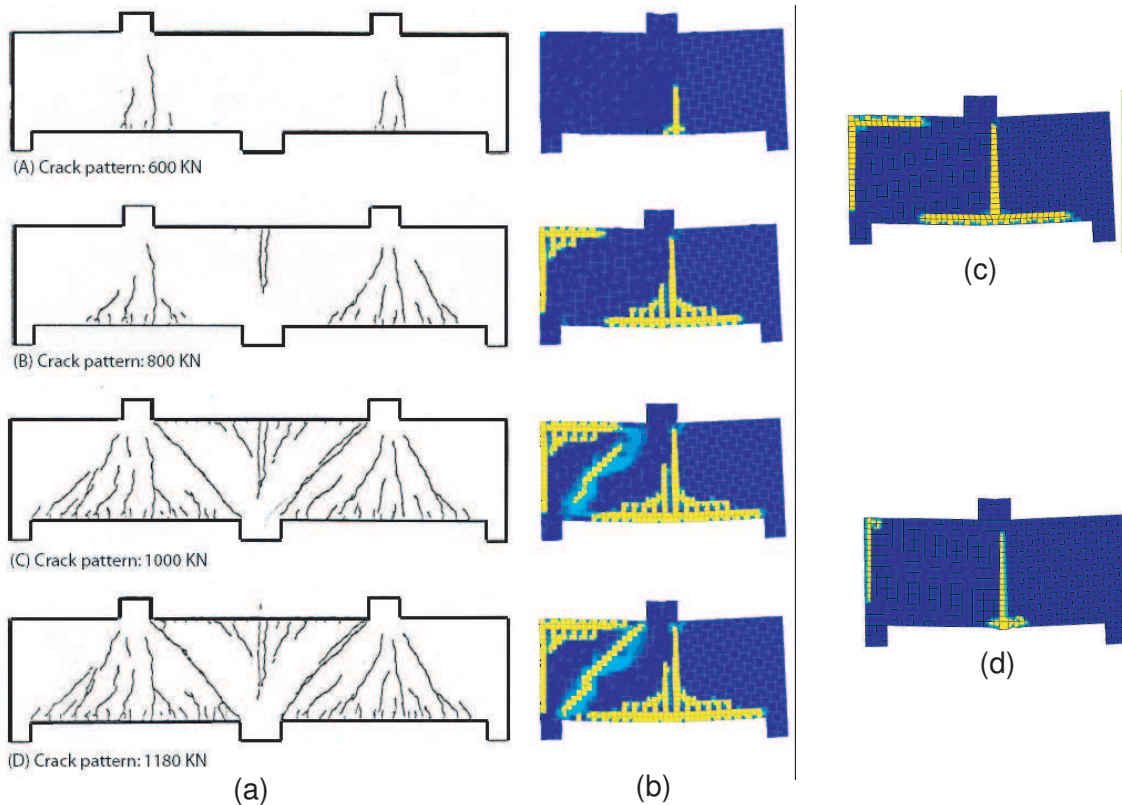 (A) Crack pattern: 600 KN
(B) Crack pattern: 800 KN
(C) Crack pattern: 1000 KN
(D) Crack pattern: 1180 KN
(a)
(b)
(c)
(d)